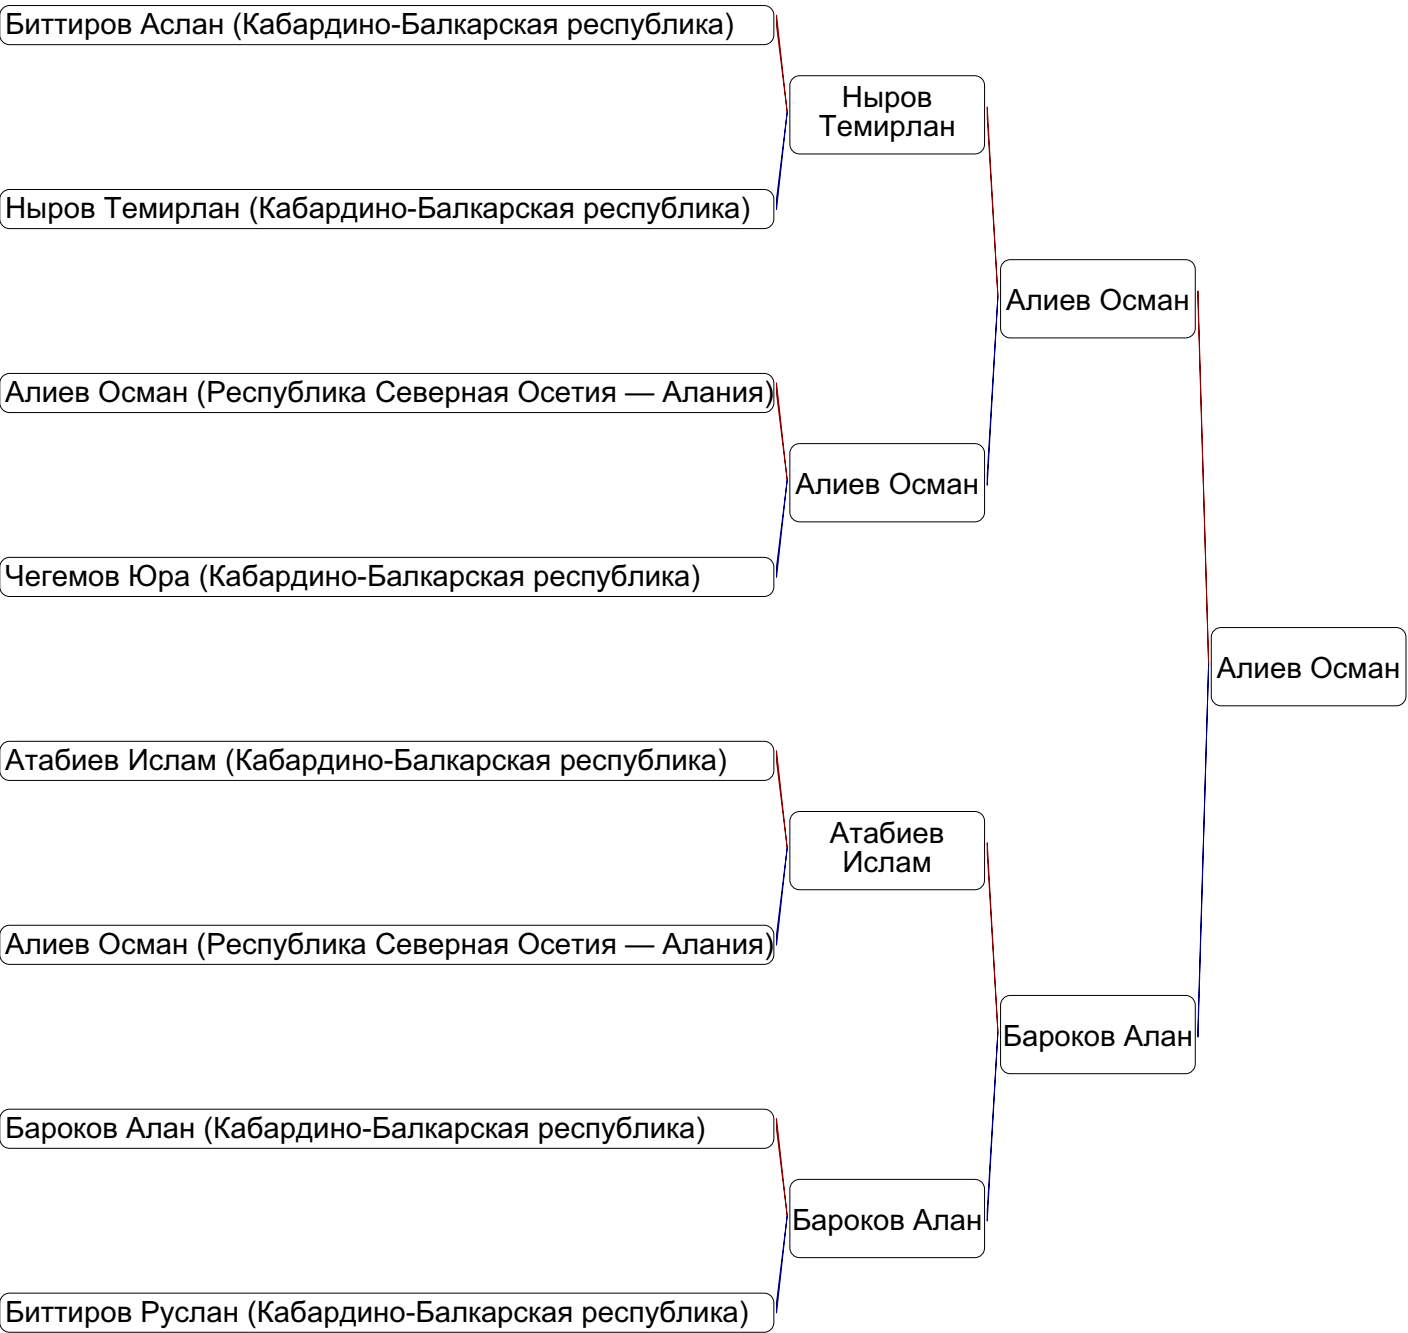 Биттиров Аслан (Кабардино-Балкарская республика)
Ныров
Темирлан
Ныров Темирлан (Кабардино-Балкарская республика)
Алиев Осман
Алиев Осман (Республика Северная Осетия — Алания)
Алиев Осман
Чегемов Юра (Кабардино-Балкарская республика)
Алиев Осман
Атабиев Ислам (Кабардино-Балкарская республика)
Атабиев
Ислам
Алиев Осман (Республика Северная Осетия — Алания)
Бароков Алан
Бароков Алан (Кабардино-Балкарская республика)
Бароков Алан
Биттиров Руслан (Кабардино-Балкарская республика)